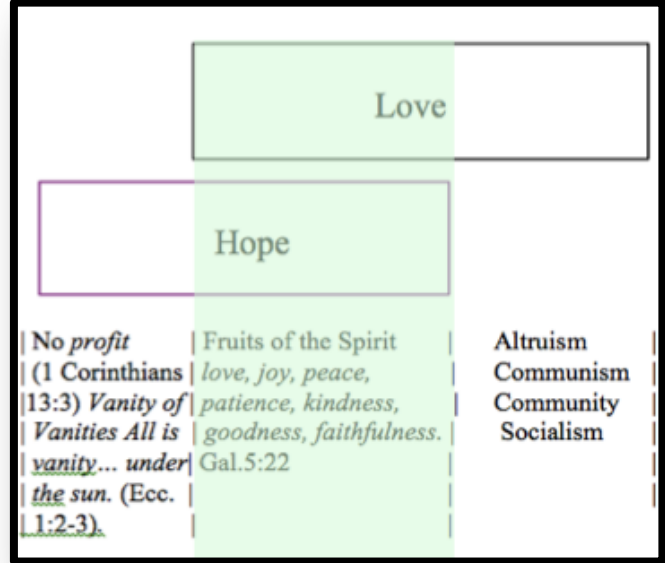 Love
Hope
| No profit
| (1 Corinthians
|13:3) Vanity of
| Vanities All is
| vanity... under
| the sun. (Ecc.
| 1:2-3).
| Fruits of the Spirit |
| love, joy, peace, |
| patience, kindness, |
| goodness, faithfulness. |
| Gal.5:22 |
Altruism |
Communism |
Community |
Socialism |